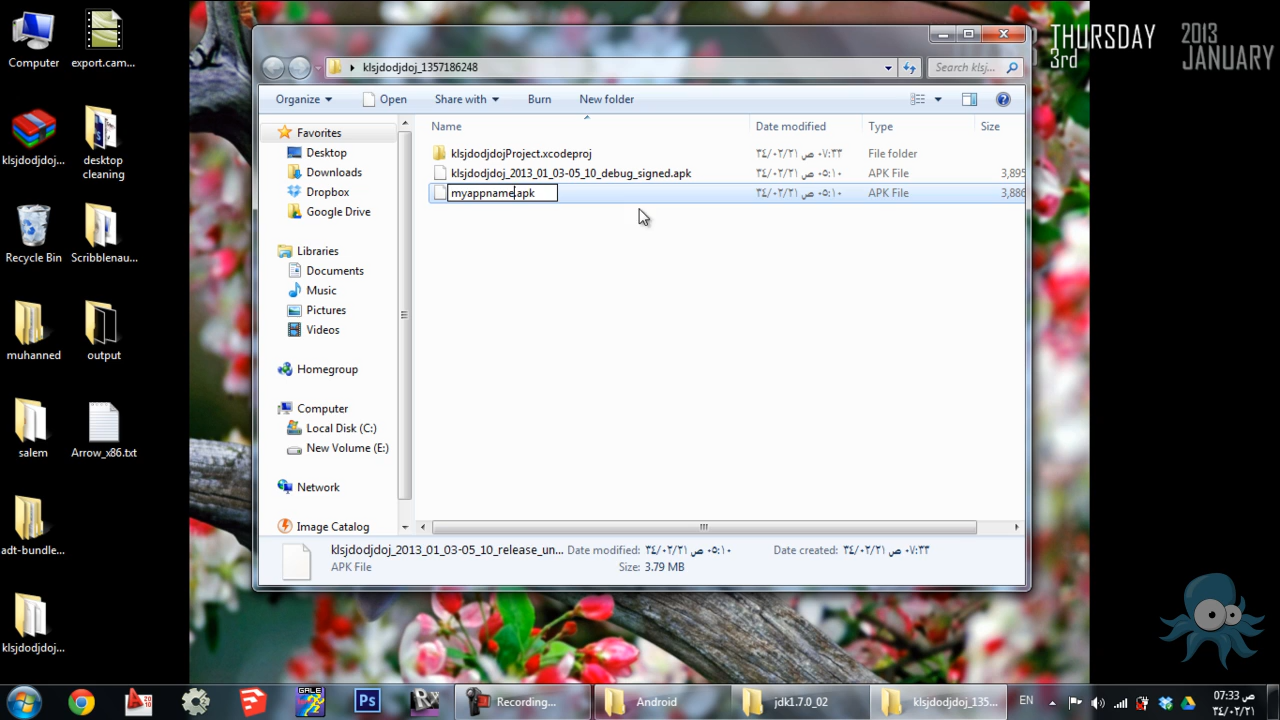 Computer
export.cam...
klsjdodjdoj...
desktop
cleaning
Recycle Bin
Scribblenau...
muhanned
output
salem
Arrow_x86.txt
adt-bundle...
klsjdodjdoj...
THURSDAY
3rd
2013
JANUARY
klsjdodjdoj_1357186248
Search klsj...
Organize
Open
Share with
Burn
New folder
Name
Date modified
Type
Size
klsjdodjdojProject.xcodeproj
٣٤/٠٢/٢١ ص ٠٧:٣٣
File folder
klsjdodjdoj_2013_01_03-05_10_debug_signed.apk
٣٤/٠٢/٢١ ص ٠٥:١٠
APK File
3,895
myappname.apk
٣٤/٠٢/٢١ ص ٠٥:١٠
APK File
3,886
Favorites
Desktop
Downloads
Dropbox
Google Drive
Libraries
Documents
Music
Pictures
Videos
Homegroup
Computer
Local Disk (C:)
New Volume (E:)
Network
Image Catalog
klsjdodjdoj_2013_01_03-05_10_release_un...
Date modified: ٣٤/٠٢/٢١ ص ٠٥:١٠
Date created: ٣٤/٠٢/٢١ ص ٠٧:٣٣
APK File
Size: 3.79 MB
GALE
Ps
Recording...
Android
jdk1.7.0_02
klsjdodjdoj_135...
EN
ص 07:33
٣٤/٠٢/٢١